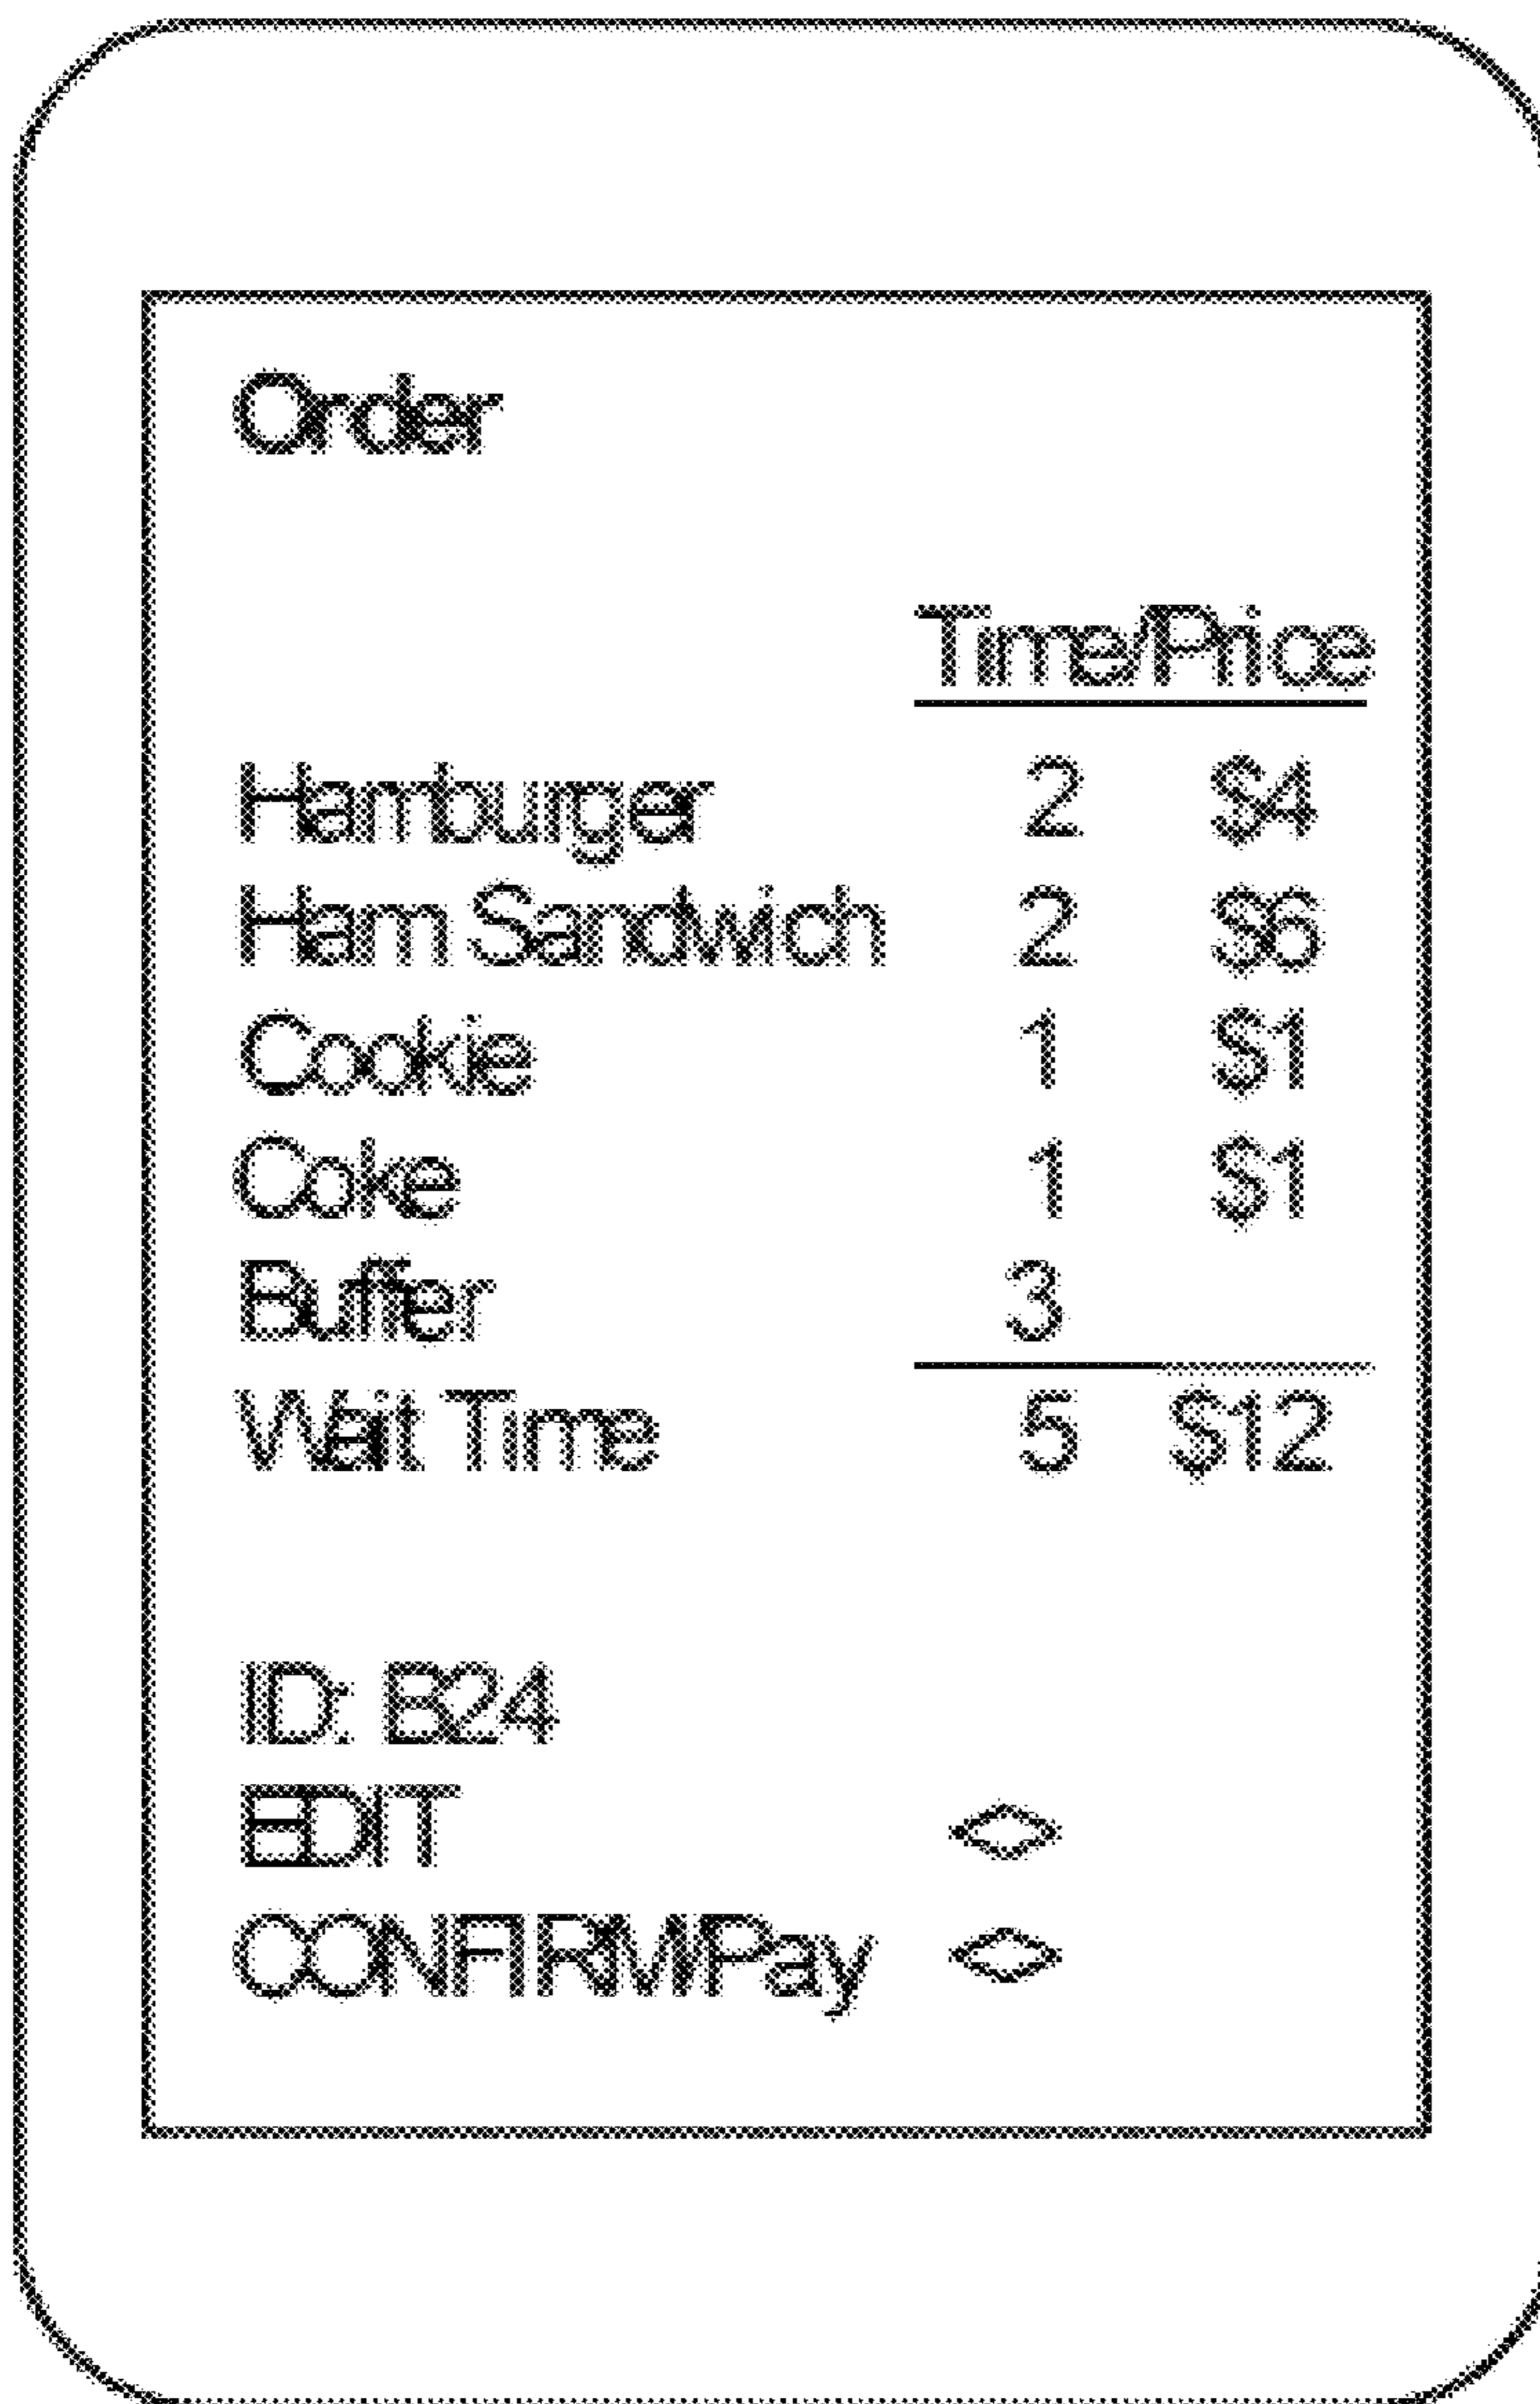 Order
Time/Price
Hamburger 2 $4
Ham Sandwich 2 $6
Cookie 1 $1
Coke 1 $1
Buffer 3
Wait Time 5 $12
ID: B24
EDIT
CONFIRM/Pay